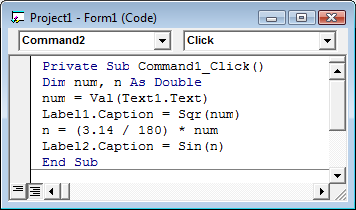 Project1 - Form1 (Code)
Command2 Click
Private Sub Command1_Click()
Dim num, n As Double
num = Val(Text1.Text)
Label1.Caption = Sqr(num)
n = (3.14 / 180) * num
Label2.Caption = Sin(n)
End Sub